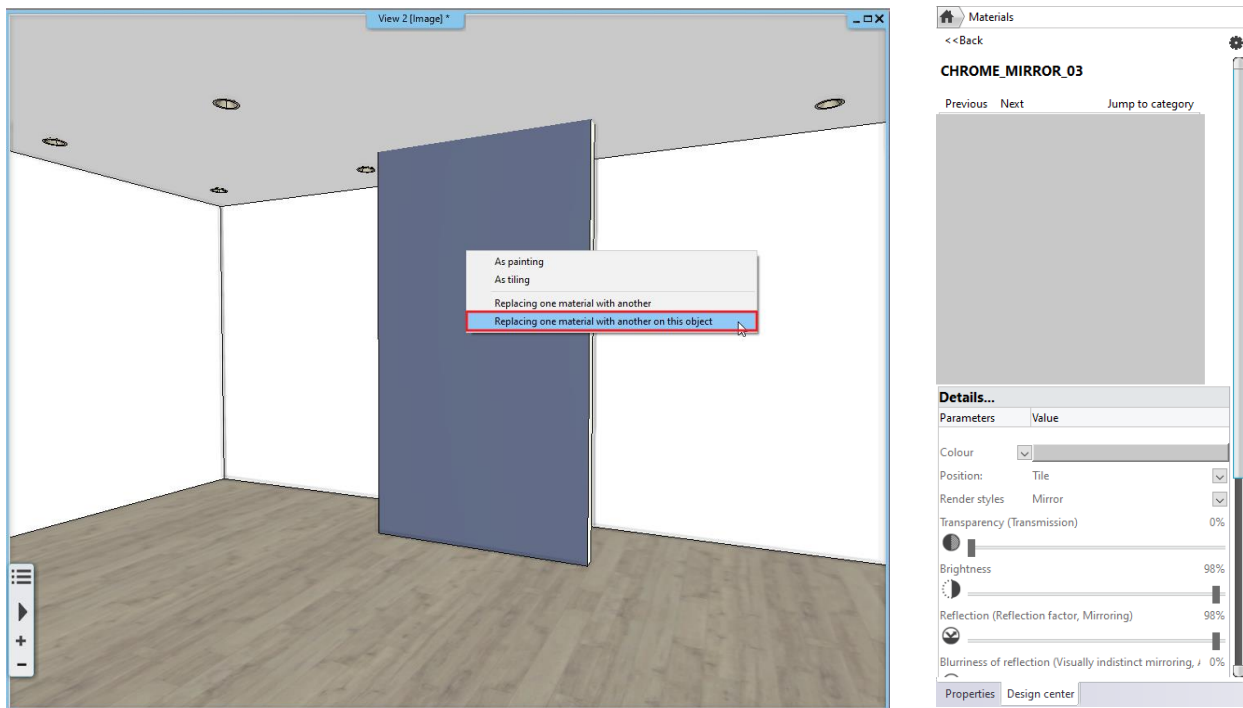 View 2 [Image] *
As painting
As tiling
Replacing one material with another
Replacing one material with another on this object
Materials
<<Back
CHROME_MIRROR_03
Previous Next Jump to category
Details...
Parameters Value
Colour
Position: Tile
Render styles Mirror
Transparency (Transmission) 0%
Brightness 98%
Reflection (Reflection factor, Mirroring) 98%
Blurriness of reflection (Visually indistinct mirroring, 0%
Properties Design center